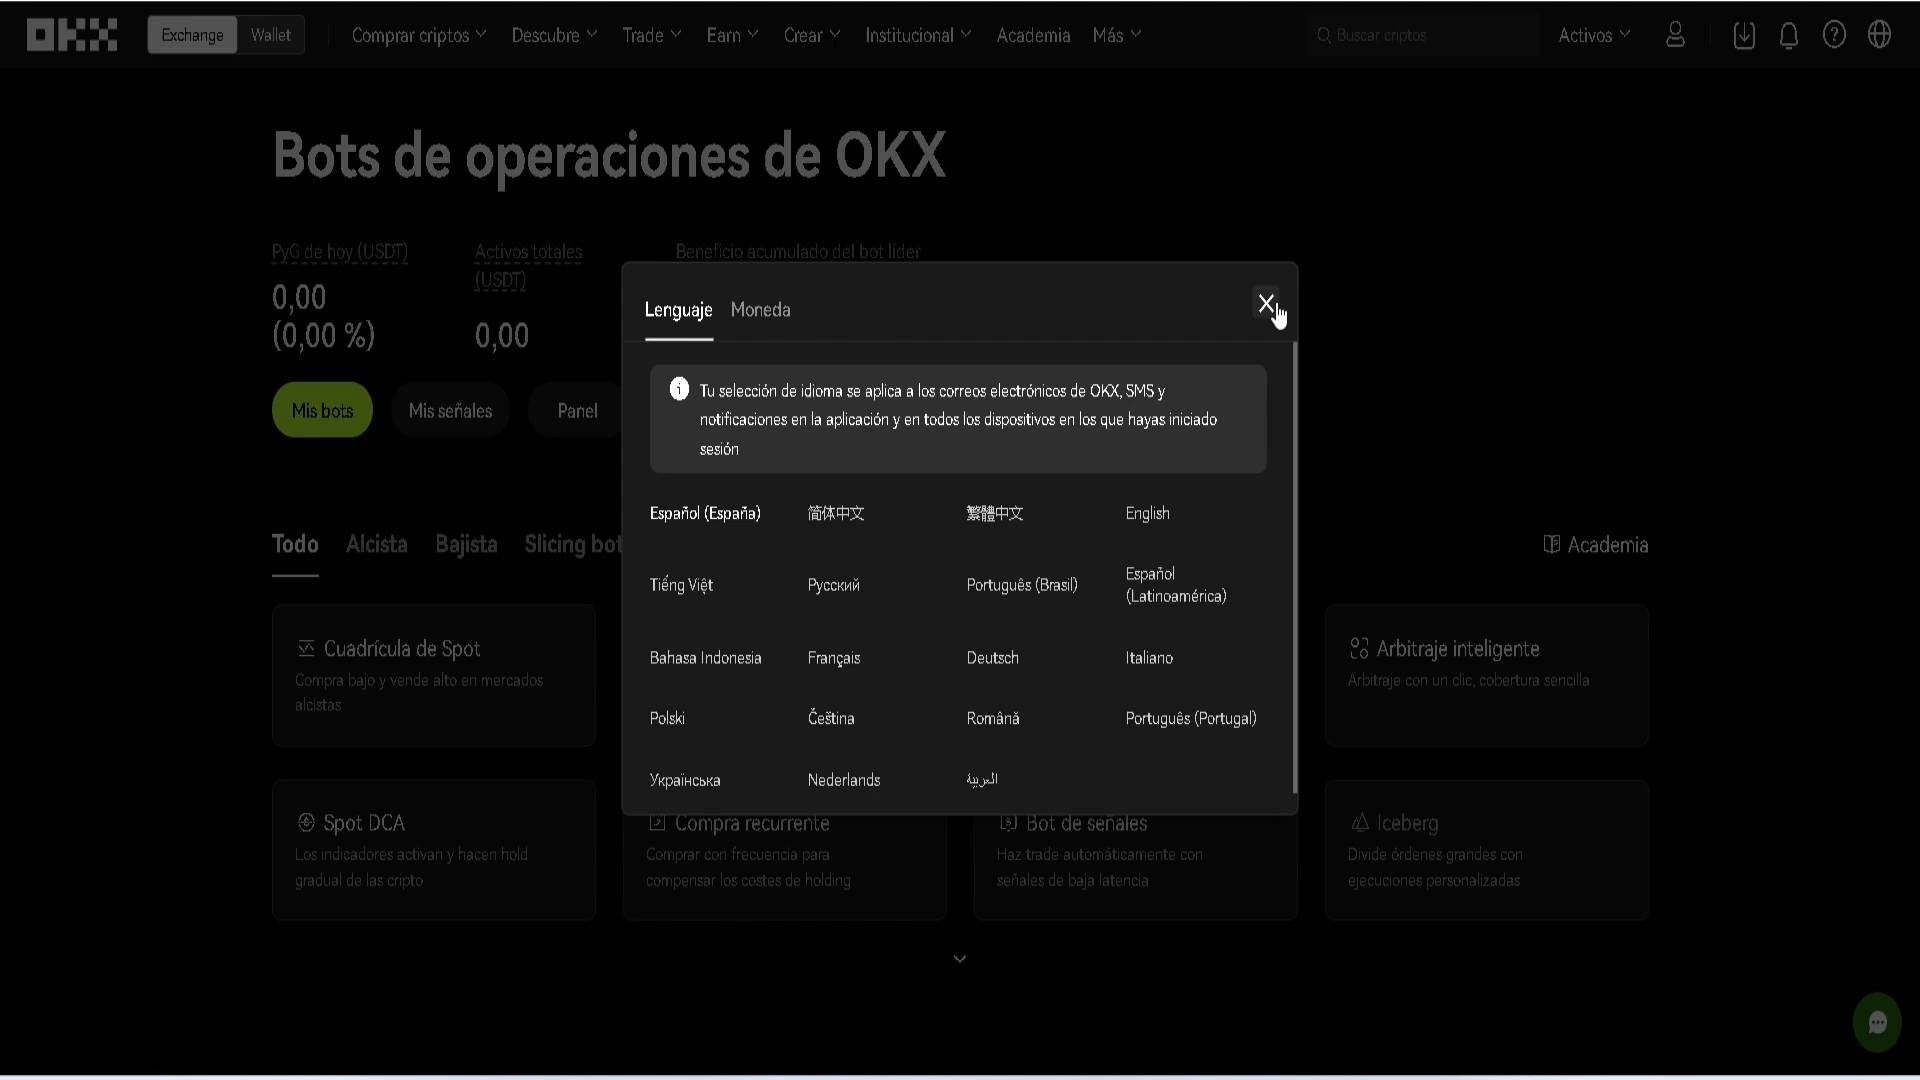 OKX Exchange Wallet Comprar criptos Descubre Trade Earn Crear Institucional Academia Más Buscar criptos Activos
Bots de operaciones de OKX
PyG de hoy (USDT) Activos totales (USDT) Beneficio acumulado del bot líder
0,00
(0,00 %) 0,00
Mis bots Mis señales Panel
Lenguaje Moneda
Tu selección de idioma se aplica a los correos electrónicos de OKX, SMS y
notificaciones en la aplicación y en todos los dispositivos en los que hayas iniciado
sesión
Español (España) 简体中文 繁體中文 English
Tiếng Việt Русский Português (Brasil) Español (Latinoamérica)
Bahasa Indonesia Français Deutsch Italiano
Polski Čeština Română Português (Portugal)
Українська Nederlands العربية
Todo Alcista Bajista Slicing bot Academia
Cuadrícula de Spot
Compra bajo y vende alto en mercados
alcistas
Arbitraje inteligente
Arbitraje con un clic, cobertura sencilla
Spot DCA
Los indicadores activan y hacen hold
gradual de las cripto
Compra recurrente
Comprar con frecuencia para
compensar los costes de holding
Bot de señales
Haz trade automáticamente con
señales de baja latencia
Iceberg
Divide órdenes grandes con
ejecuciones personalizadas